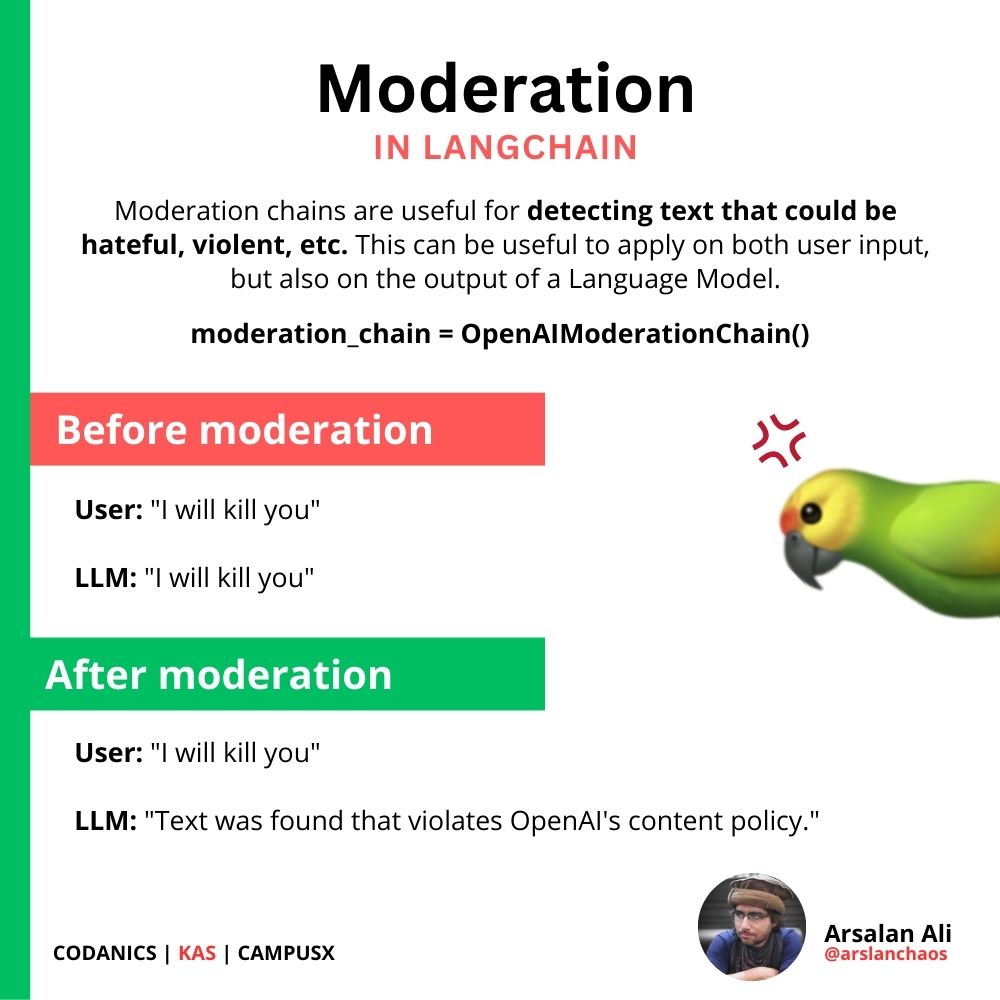 Moderation
IN LANGCHAIN
Moderation chains are useful for detecting text that could be
hateful, violent, etc. This can be useful to apply on both user input,
but also on the output of a Language Model.
moderation_chain = OpenAIModerationChain()
Before moderation
User: "I will kill you"
LLM: "I will kill you"
After moderation
User: "I will kill you"
LLM: "Text was found that violates OpenAI's content policy."
Arsalan Ali
@arslanchaos
CODANICS | KAS | CAMPUSX